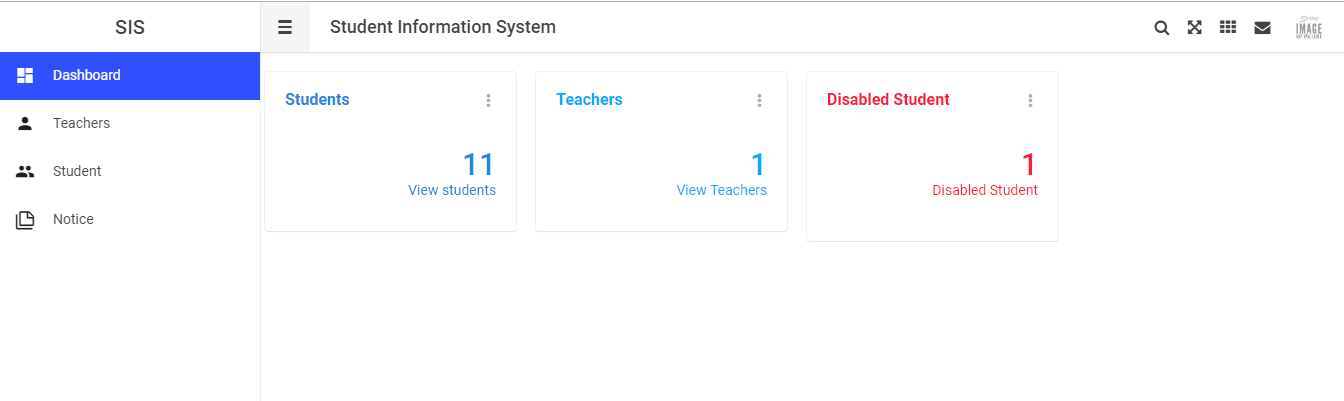 SIS
Student Information System
Dashboard
Teachers
Student
Notice
Students
11
View students
Teachers
1
View Teachers
Disabled Student
1
Disabled Student
IMAGE